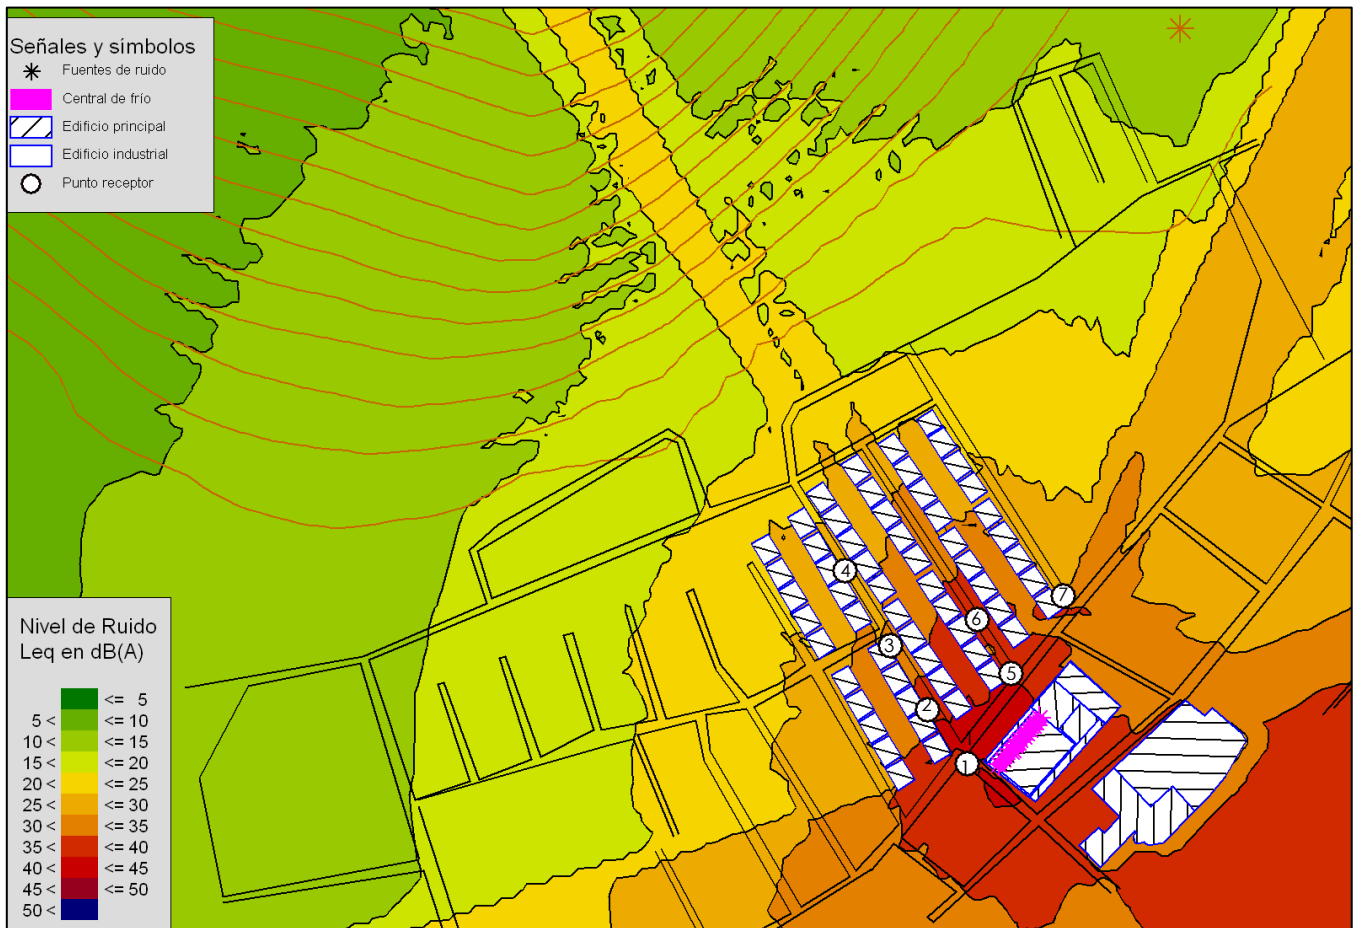 Señales y símbolos
Fuentes de ruido
Central de frío
Edificio principal
Edificio industrial
Punto receptor
4
7
6
3
5
2
1
Nivel de Ruido
Leq en dB(A)
<= 5
5 < <= 10
10 < <= 15
15 < <= 20
20 < <= 25
25 < <= 30
30 < <= 35
35 < <= 40
40 < <= 45
45 < <= 50
50 <